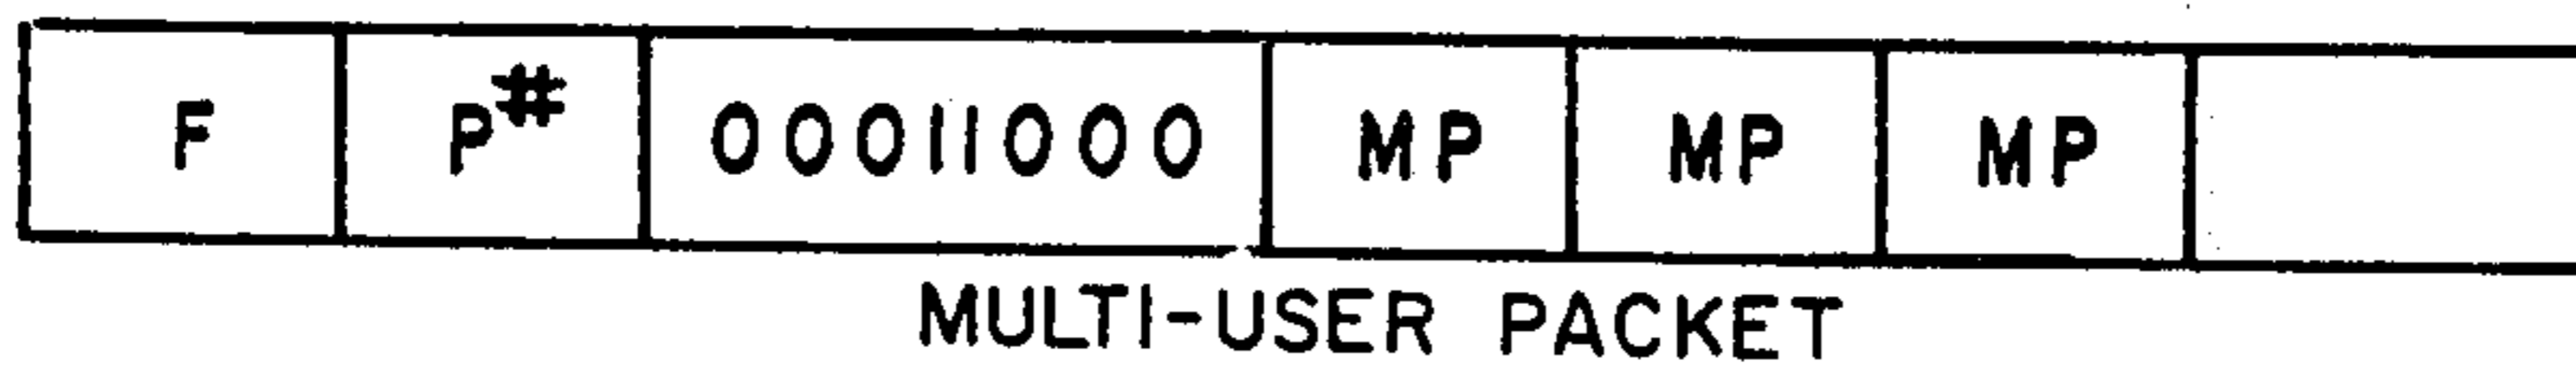 F P# 00011000 MP MP MP
MULTI-USER PACKET